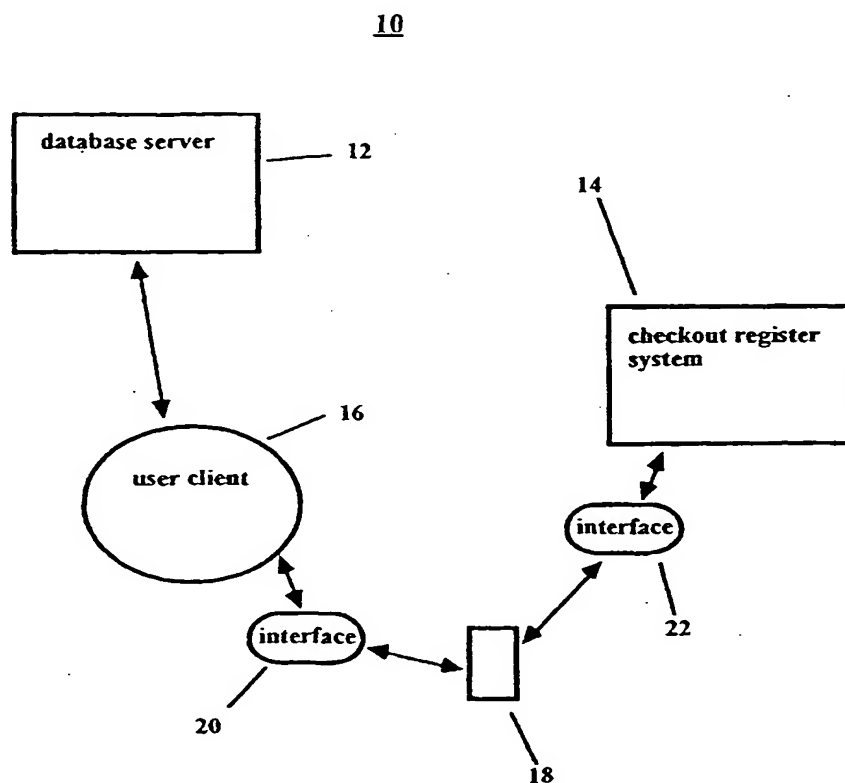 10
database server
12
14
checkout register
system
16
user client
interface
22
interface
20
18